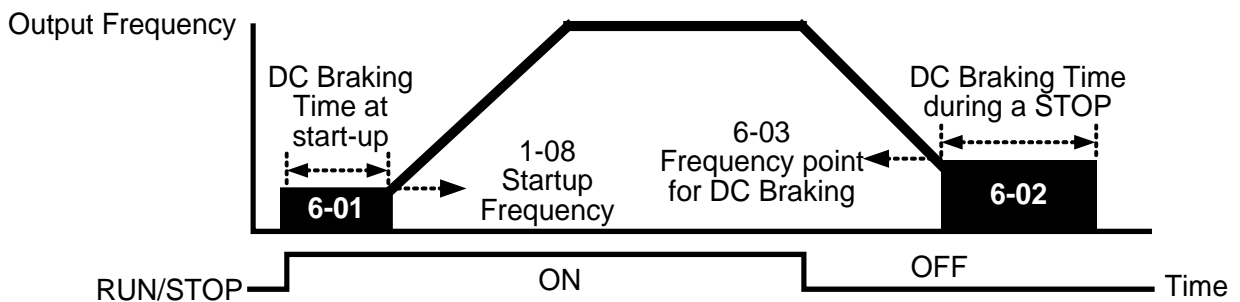 Output Frequency
DC Braking
Time at
start-up
1-08
Startup
Frequency
6-03
Frequency point
for DC Braking
DC Braking Time
during a STOP
6-01
6-02
RUN/STOP
ON
OFF
Time